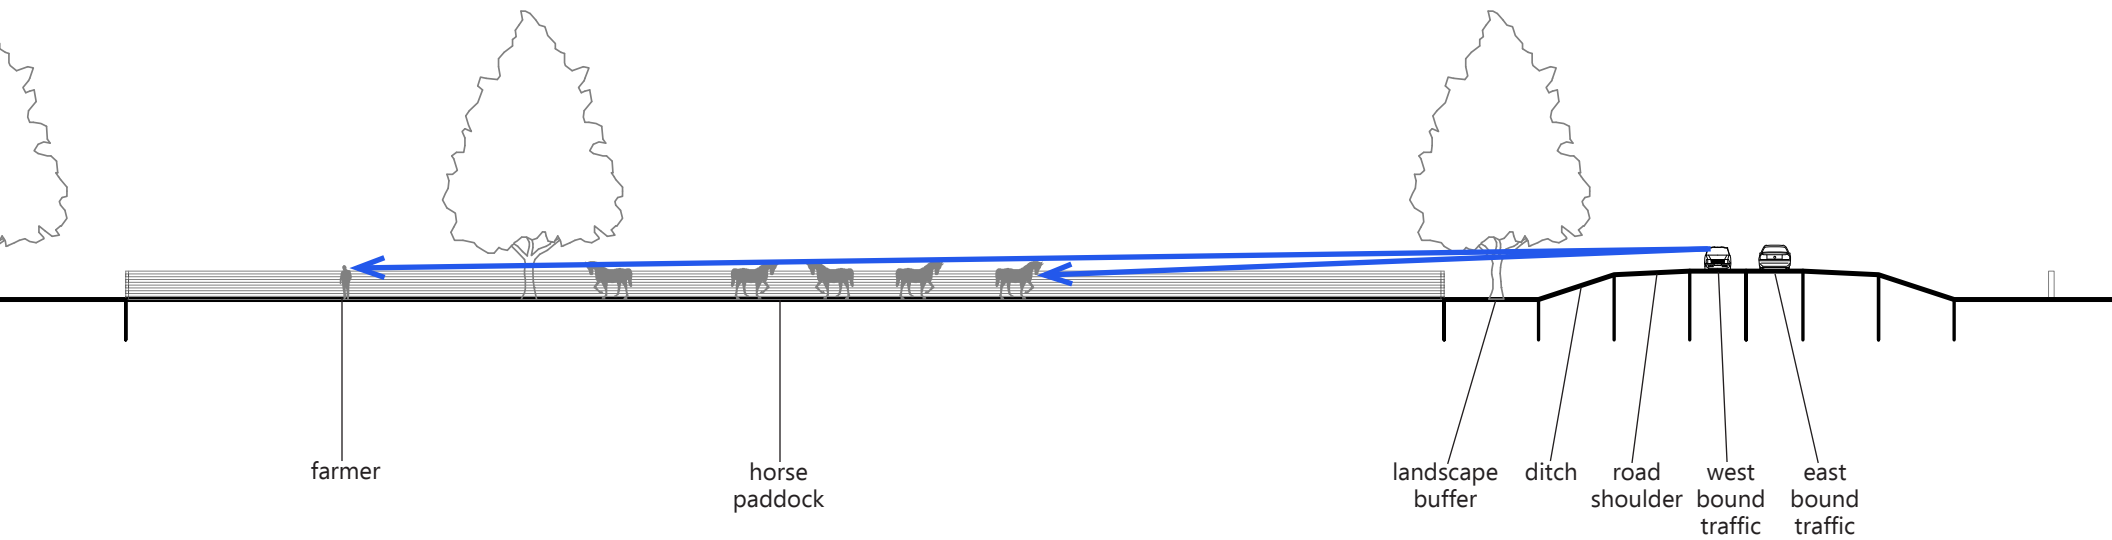 farmer
horse
paddock
landscape
buffer
ditch
road
shoulder
west
bound
traffic
east
bound
traffic